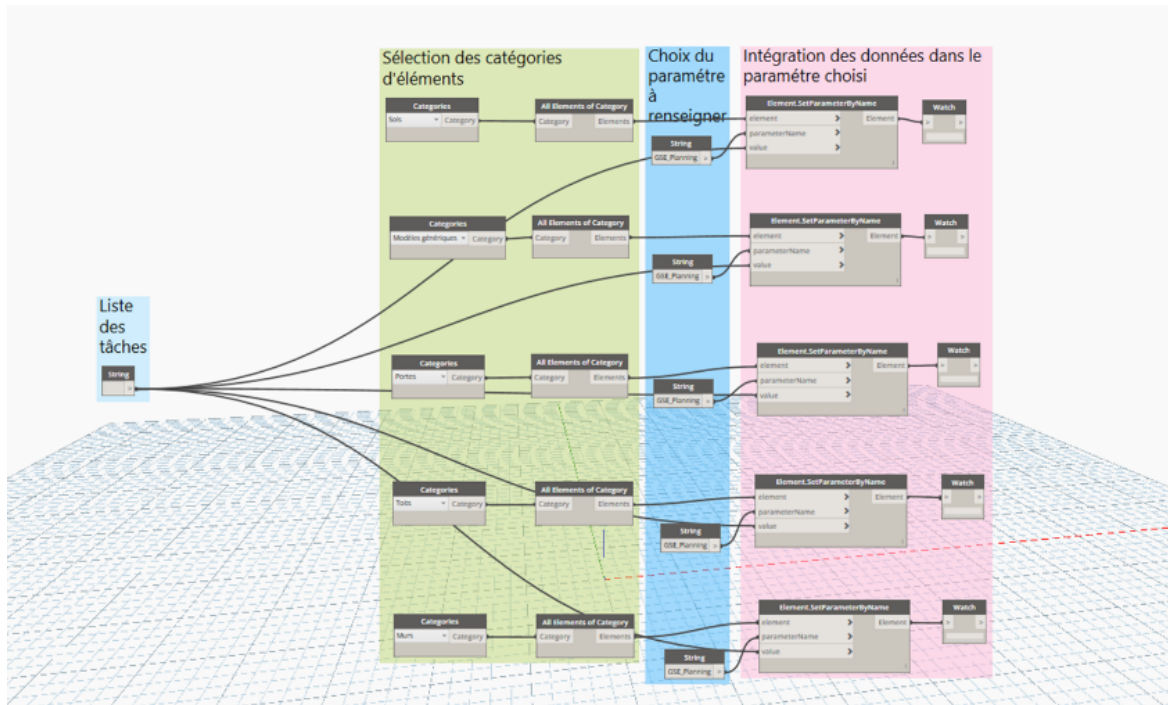 Sélection des catégories
d'éléments
Choix du
paramétre
à
renseigner
Intégration des données dans le
paramétre choisi
Categories
Sols
Category
All Elements of Category
Category
Elements
String
GSE_Planning
>
Element.SetParameterByName
element
>
Element
parameterName
>
value
>
Watch
>
Categories
Modèles génériques
Category
All Elements of Category
Category
Elements
String
GSE_Planning
>
Element.SetParameterByName
element
>
Element
parameterName
>
value
>
Watch
>
>
Liste
des
tâches
String
>
Categories
Portes
Category
All Elements of Category
Category
Elements
String
GSE_Planning
>
Element.SetParameterByName
element
>
Element
parameterName
>
value
>
Watch
>
Categories
Toits
Category
All Elements of Category
Category
Elements
String
GSE_Planning
>
Element.SetParameterByName
element
>
Element
parameterName
>
value
>
Watch
>
>
Categories
Murs
Category
All Elements of Category
Category
Elements
String
GSE_Planning
>
Element.SetParameterByName
element
>
Element
parameterName
>
value
>
Watch
>
>